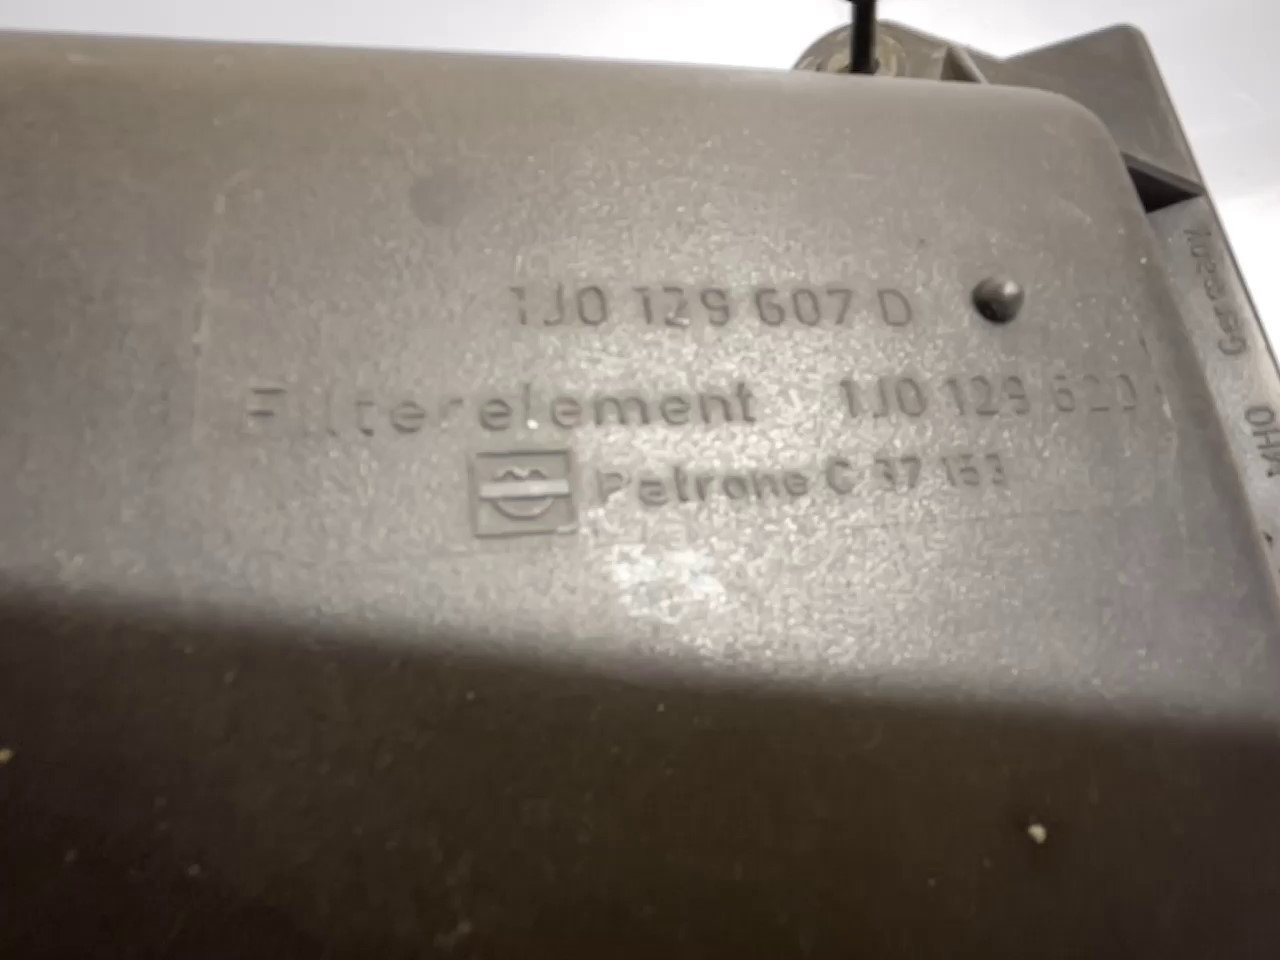 1J0 129 607 D
Filterelement 1J0 129 620
Patrone C 37 153
Germany